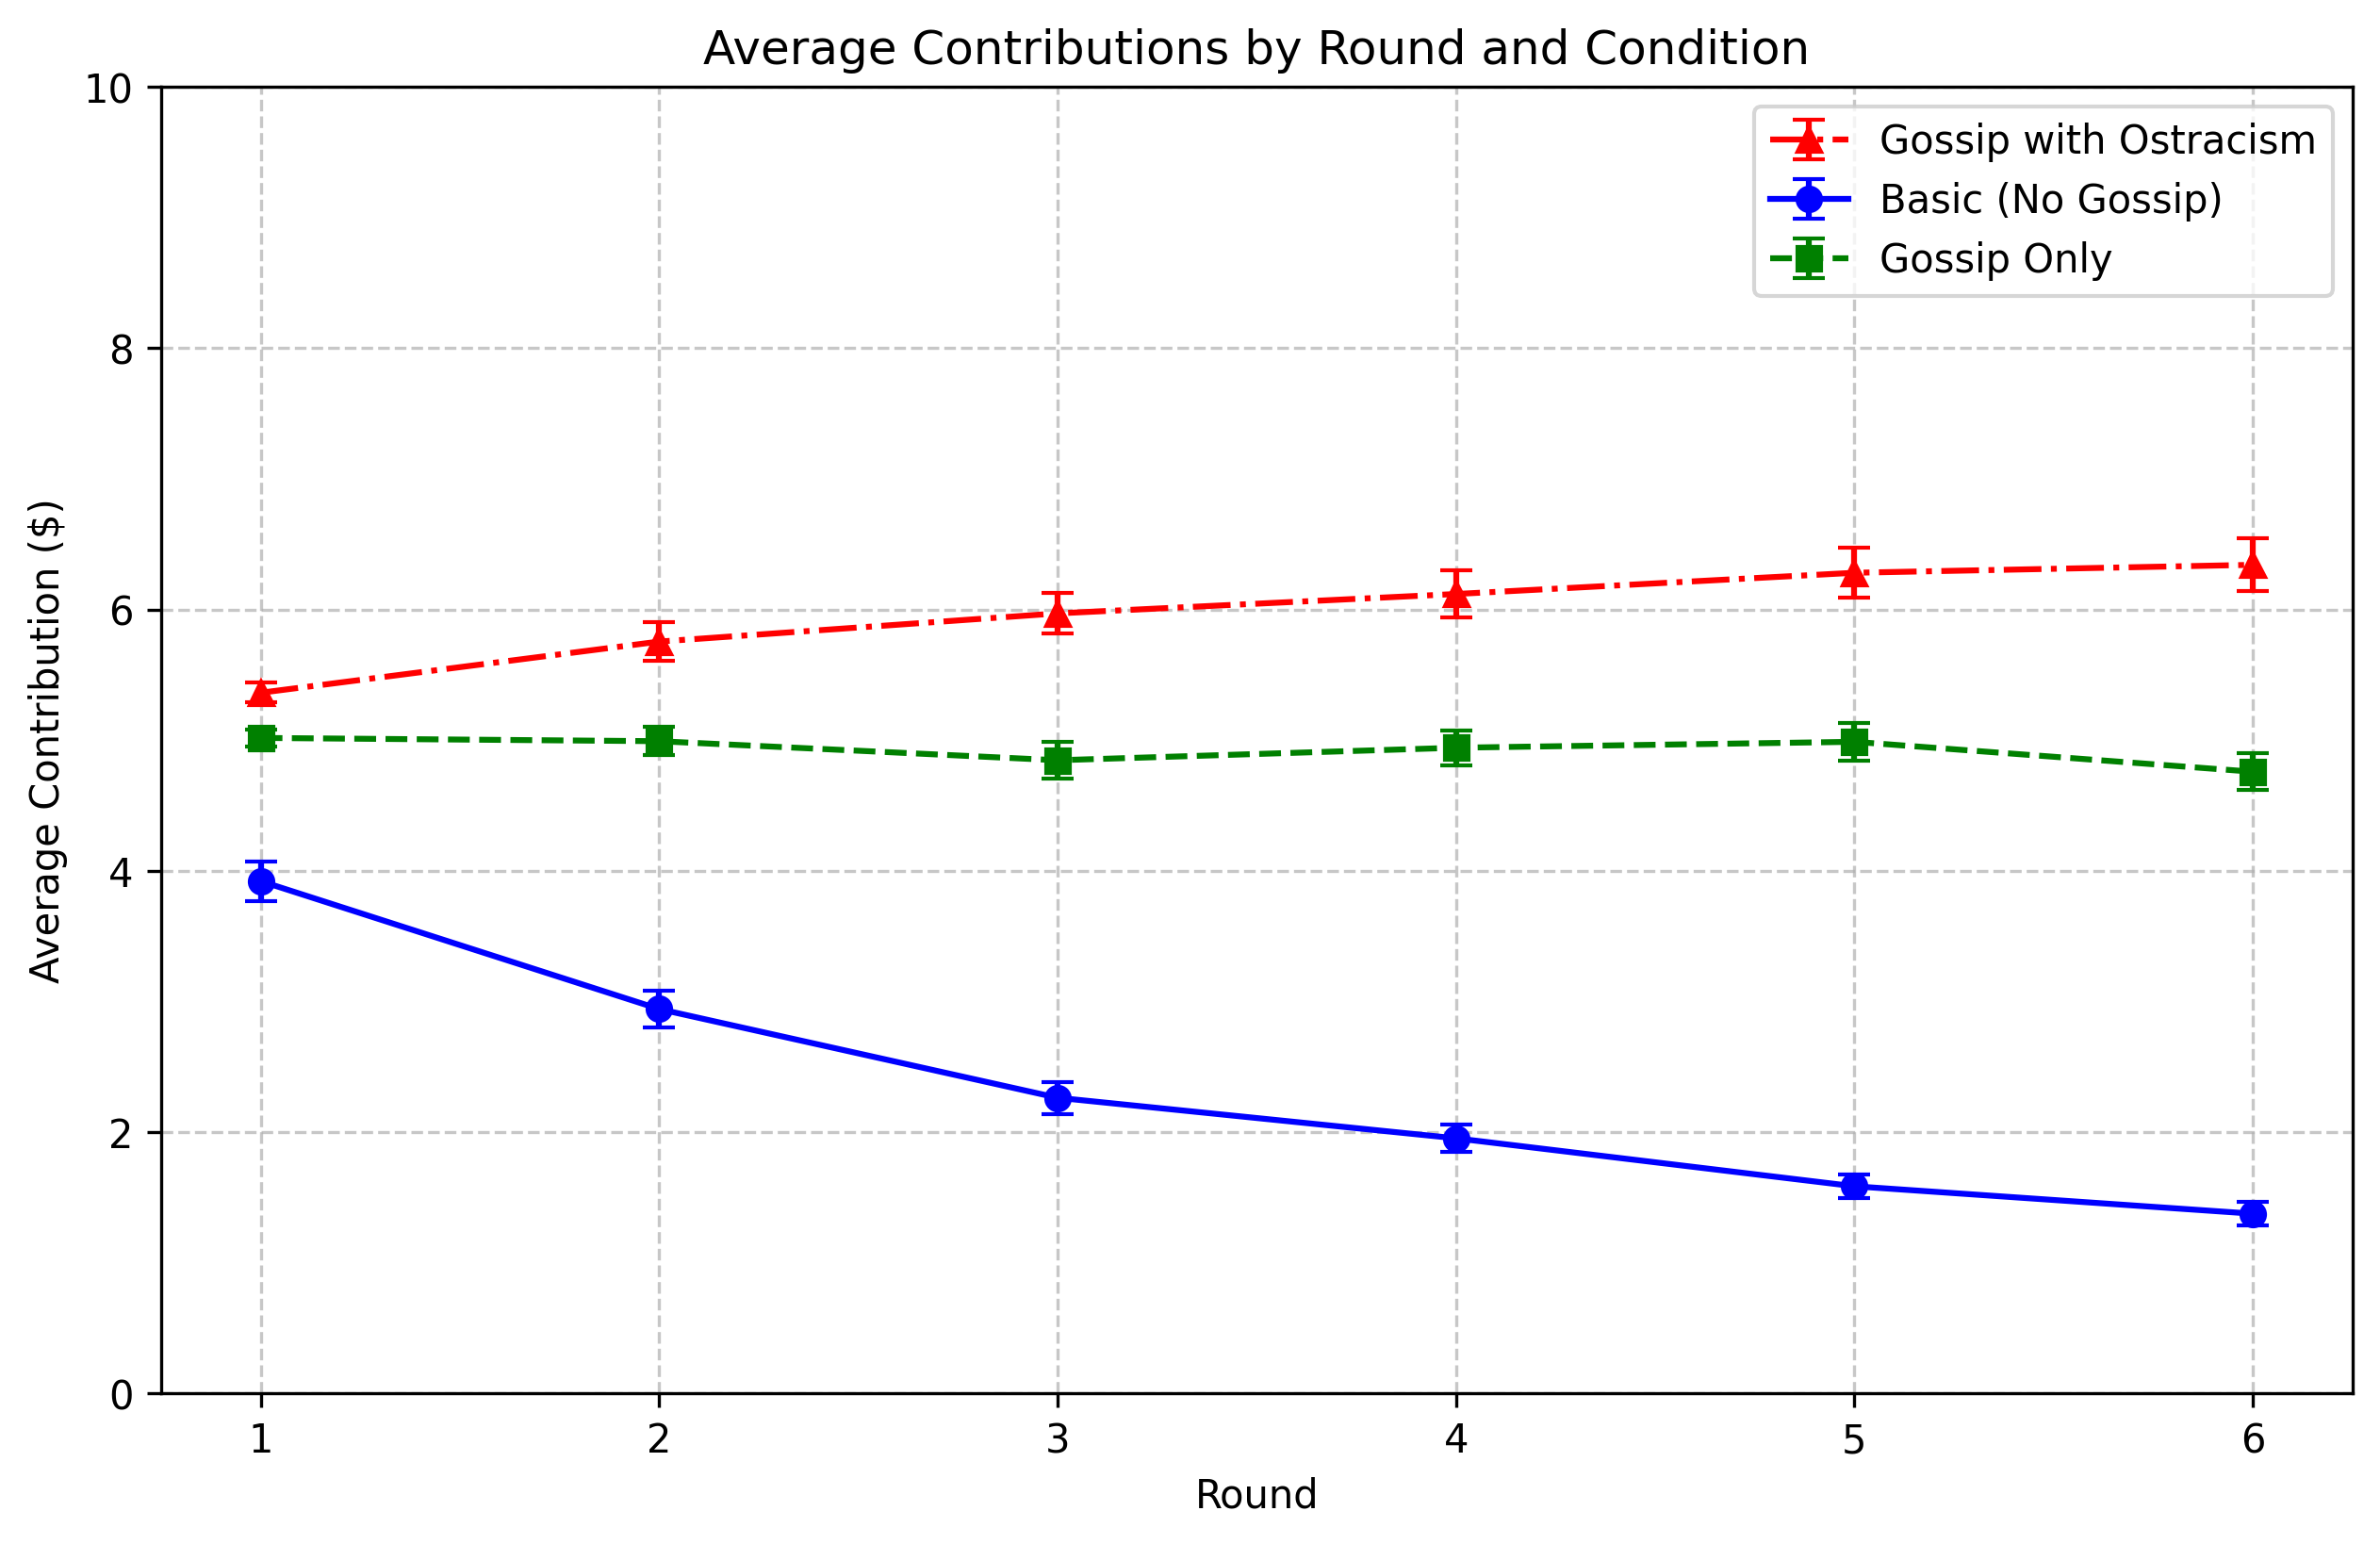 Average Contributions by Round and Condition
10
8
6
4
2
0
Average Contribution ($)
Gossip with Ostracism
Basic (No Gossip)
Gossip Only
1 2 3 4 5 6
Round